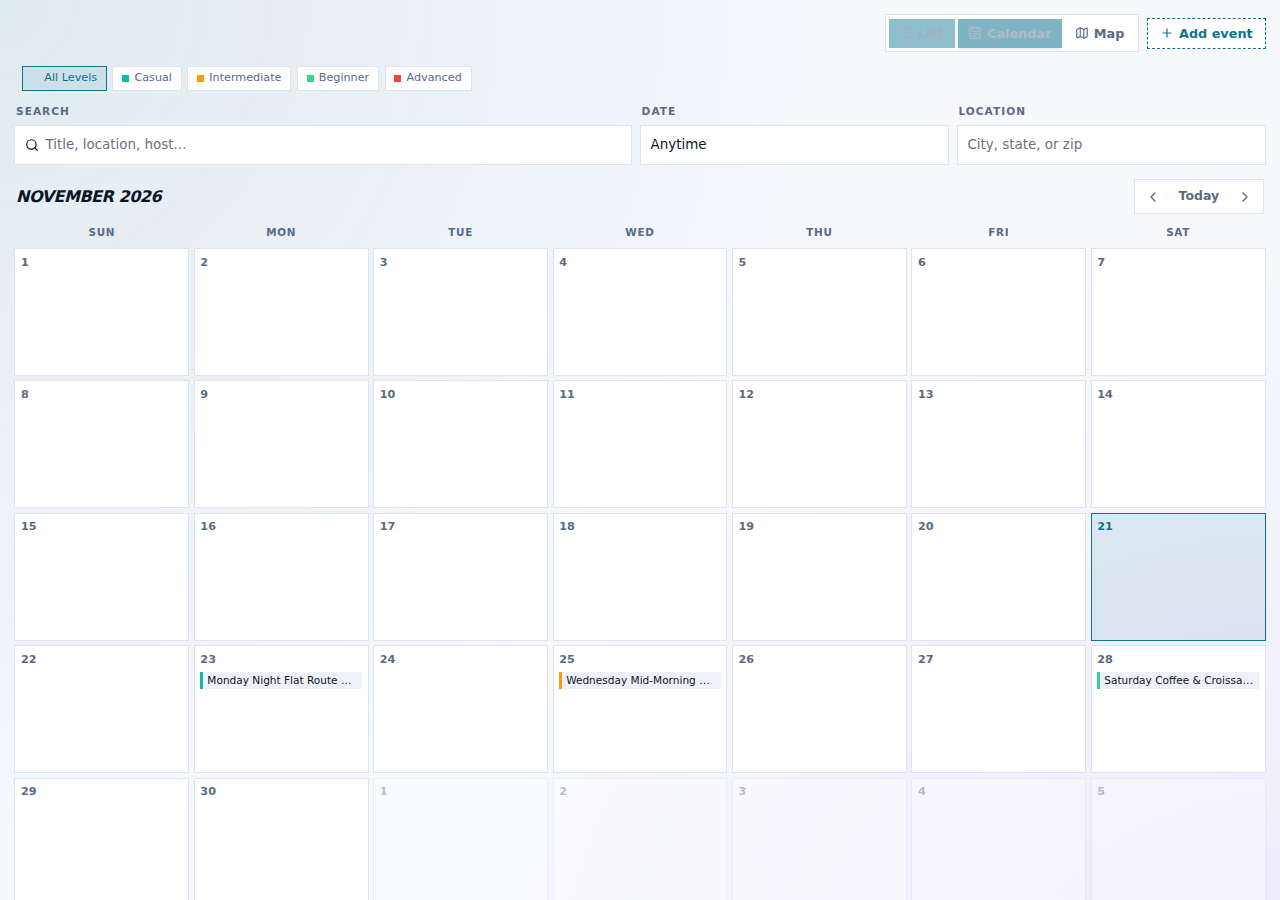 List Calendar Map Add event
All Levels Casual Intermediate Beginner Advanced
SEARCH DATE LOCATION
Title, location, host... Anytime City, state, or zip
NOVEMBER 2026 Today
SUN MON TUE WED THU FRI SAT
1 2 3 4 5 6 7
8 9 10 11 12 13 14
15 16 17 18 19 20 21
22 23 24 25 26 27 28
Monday Night Flat Route ... Wednesday Mid-Morning ... Saturday Coffee & Croissa...
29 30 1 2 3 4 5